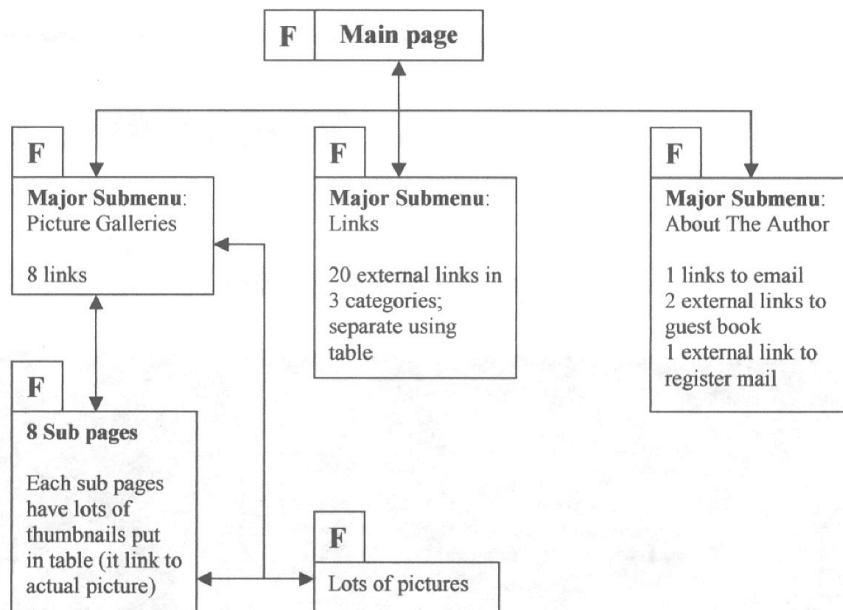 F Main page
F
Major Submenu:
Picture Galleries
8 links
F
Major Submenu:
Links
20 external links in
3 categories;
separate using
table
F
Major Submenu:
About The Author
1 links to email
2 external links to
guest book
1 external link to
register mail
F
8 Sub pages
Each sub pages
have lots of
thumbnails put
in table (it link to
actual picture)
F
Lots of pictures